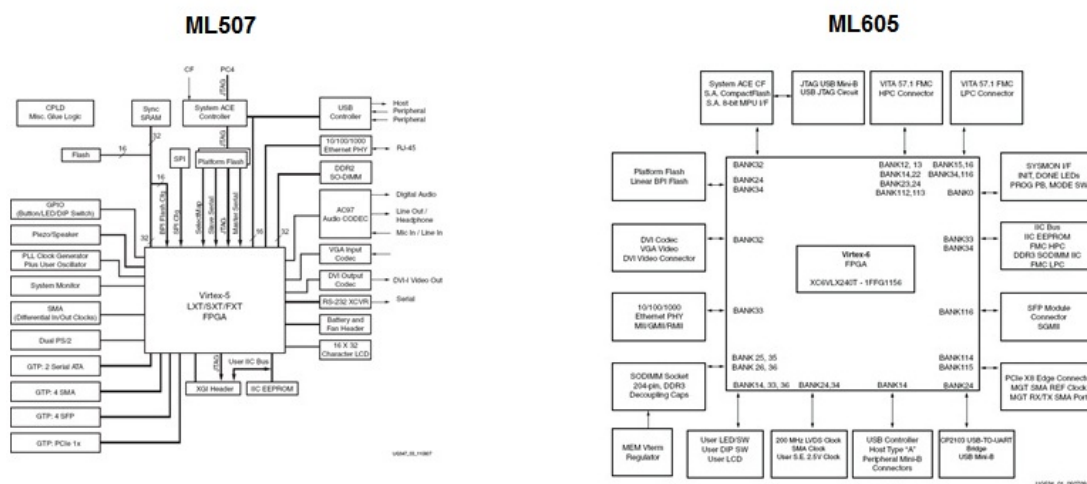 ML507
ML605
CF
PC4
JTAG
CPLD
Misc. Glue Logic
Sync
SRAM
System ACE
Controller
USB
Controller
Host
Peripheral
Peripheral
32
Flash
16
SPI
JTAG
Platform Flash
10/100/1000
Ethernet PHY
RJ-45
DDR2
SO-DIMM
16
BPI Flash Cfg
SPI Cfg
SelectMap
Slave Serial
JTAG
Master Serial
16
32
GPIO
(Button/LED/DIP Switch)
32
AC97
Audio CODEC
Digital Audio
Line Out /
Headphone
Mic In / Line In
Piezo/Speaker
PLL Clock Generator
Plus User Oscillator
VGA Input
Codec
System Monitor
Virtex-5
LXT/SXT/FXT
FPGA
DVI Output
Codec
DVI-I Video Out
SMA
(Differential In/Out Clocks)
RS-232 XCVR
Serial
Dual PS/2
Battery and
Fan Header
GTP: 2 Serial ATA
16 X 32
Character LCD
JTAG
User IIC Bus
GTP: 4 SMA
XGI Header
IIC EEPROM
GTP: 4 SFP
GTP: PCIe 1x
System ACE CF
S.A. CompactFlash
S.A. 8-bit MPU I/F
JTAG USB Mini-B
USB JTAG Circuit
VITA 57.1 FMC
HPC Connector
VITA 57.1 FMC
LPC Connector
Platform Flash
Linear BPI Flash
BANK32
BANK24
BANK34
BANK12, 13
BANK14,22
BANK23,24
BANK112,113
BANK15,16
BANK34,116
BANK0
SYSMON I/F
INIT, DONE LEDs
PROG PB, MODE SW
DVI Codec
VGA Video
DVI Video Connector
BANK32
Virtex-6
FPGA
XC6VLX240T - 1FFG1156
BANK33
BANK34
IIC Bus
IIC EEPROM
FMC HPC
DDR3 SODIMM IIC
FMC LPC
10/100/1000
Ethernet PHY
MII/GMII/RMII
BANK33
BANK116
SFP Module
Connector
SGMII
SODIMM Socket
204-pin, DDR3
Decoupling Caps
BANK 25, 35
BANK 26, 36
BANK14, 33, 36
BANK24,34
BANK14
BANK24
BANK114
BANK115
PCIe X8 Edge Connector
MGT SMA REF Clock
MGT RX/TX SMA Port
MEM Vterm
Regulator
User LED/SW
User DIP SW
User LCD
200 MHz LVDS Clock
SMA Clock
User S.E. 2.5V Clock
USB Controller
Host Type "A"
Peripheral Mini-B
Connectors
CP2103 USB-TO-UART
Bridge
USB Mini-B